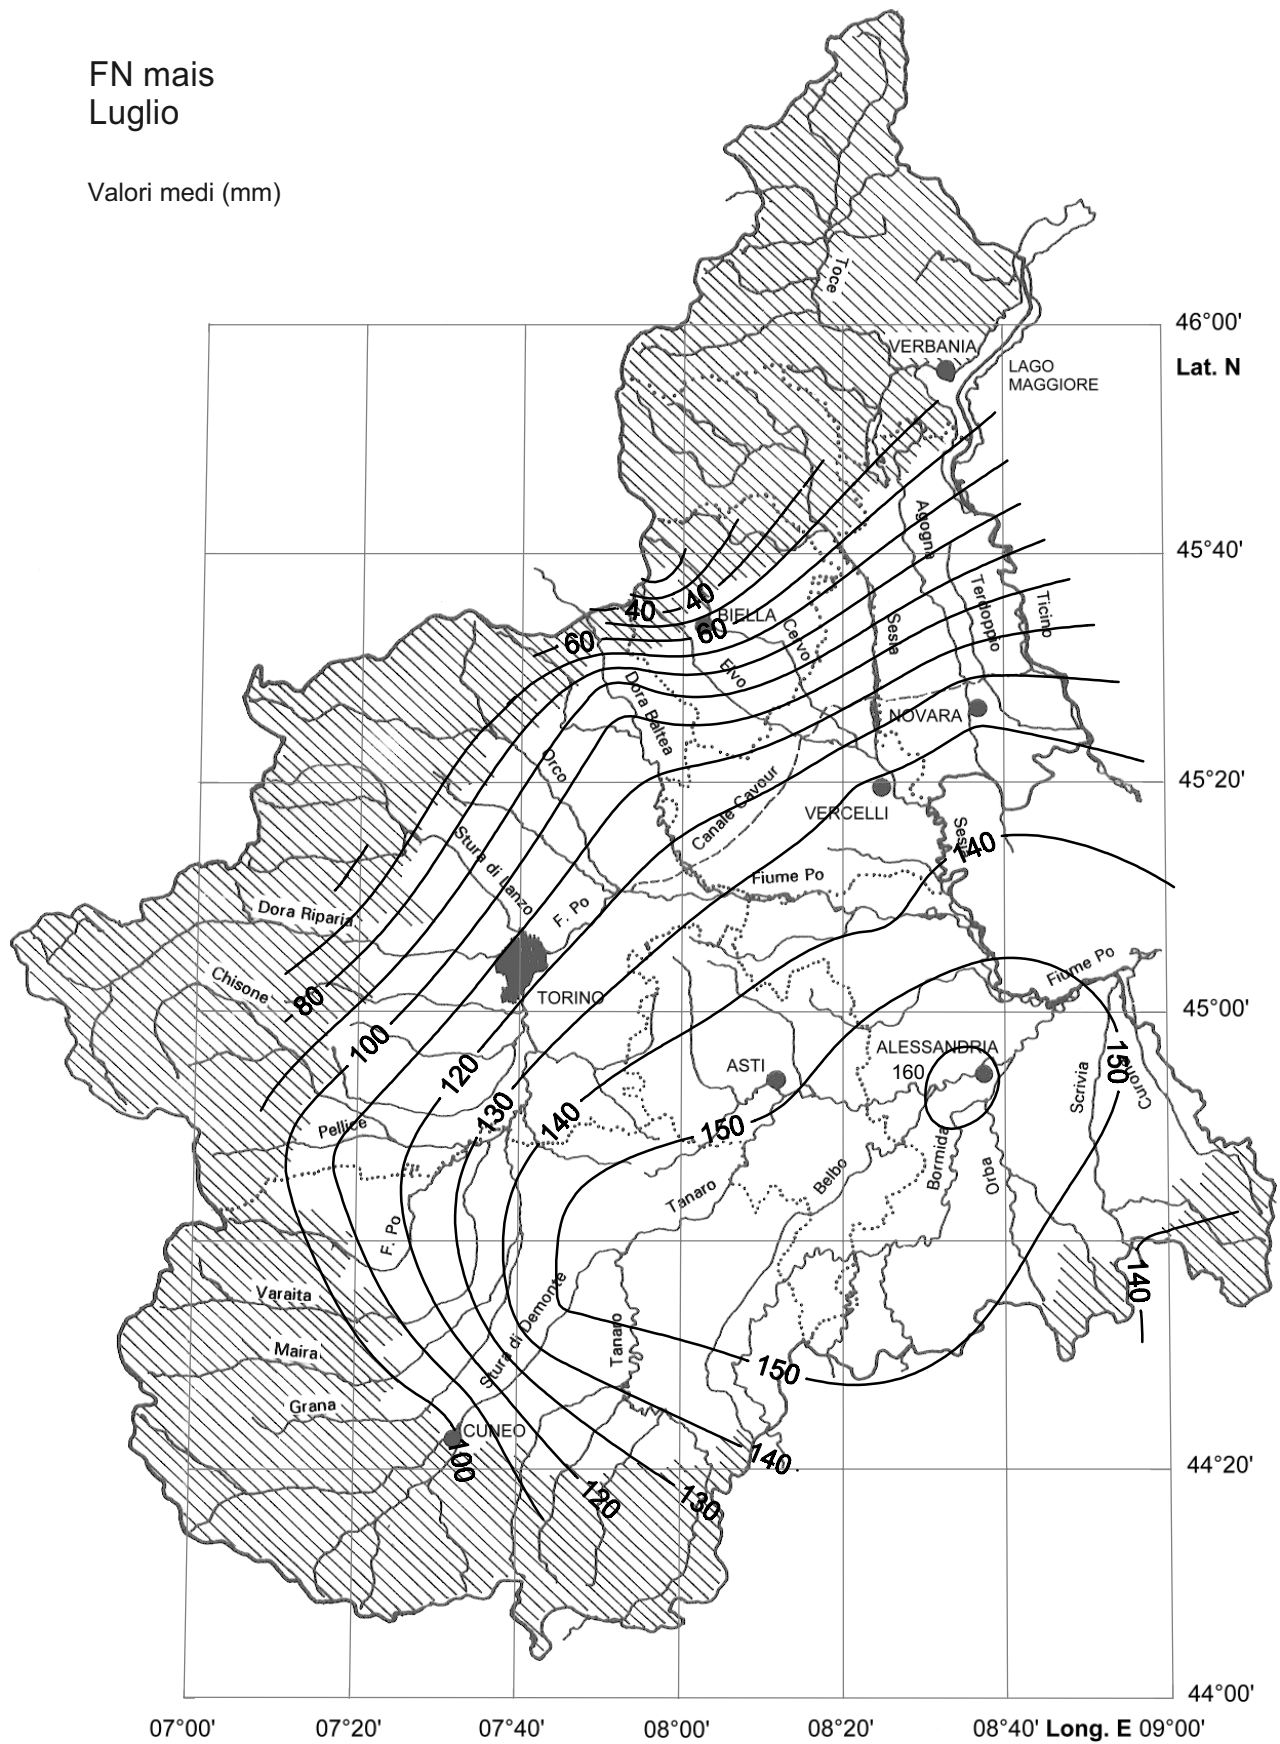 FN mais
Luglio
Valori medi (mm)
Toce
46°00'
VERBANIA
Lat. N
LAGO
MAGGIORE
Agogna
45°40'
40
40
BIELLA
60
60
Cervo
Sesia
Terdoppio
Ticino
Elvo
Dora Baltea
NOVARA
Orco
45°20'
Canale Cavour
VERCELLI
Sesia
140
Stura di Lanzo
Fiume Po
Dora Riparia
F. Po
Chisone
Fiume Po
80
TORINO
45°00'
100
ALESSANDRIA
160
150
ASTI
120
Scrivia
Curone
130
140
150
Pellice
Bormida
Orba
Belbo
Tanaro
F. Po
140
Varaita
Stura di Demonte
Tanaro
Maira
150
Grana
CUNEO
100
140
44°20'
120
130
44°00'
07°00'
07°20'
07°40'
08°00'
08°20'
08°40'
Long. E
09°00'